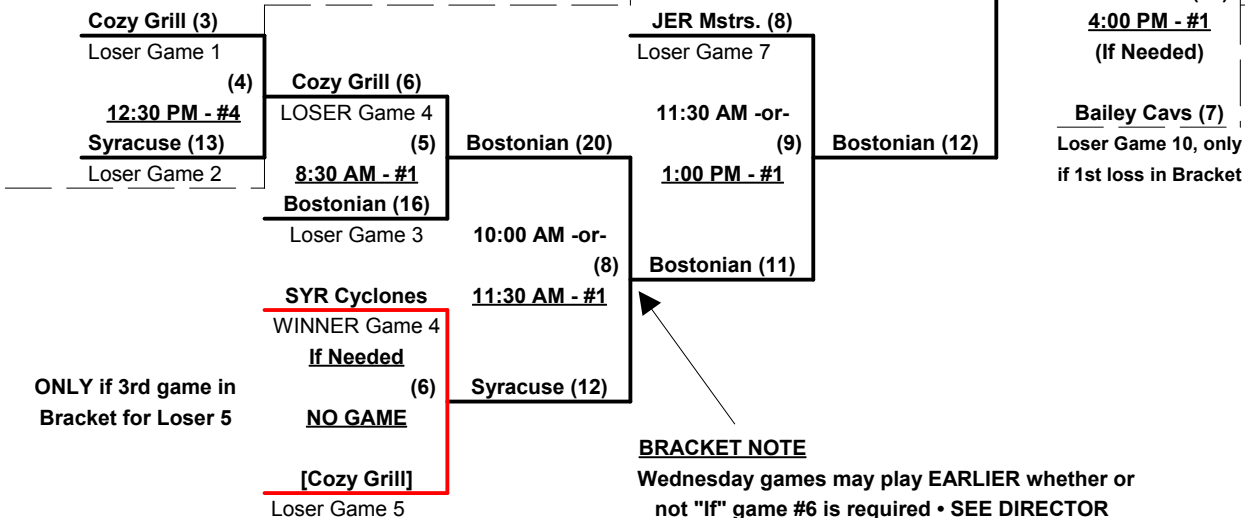 Cozy Grill (3)
Loser Game 1
(4)
12:30 PM - #4
Syracuse (13)
Loser Game 2
Cozy Grill (6)
LOSER Game 4
(5)
8:30 AM - #1
Bostonian (16)
Loser Game 3
SYR Cyclones
WINNER Game 4
If Needed
(6)
NO GAME
[Cozy Grill]
Loser Game 5
ONLY if 3rd game in
Bracket for Loser 5
Bostonian (20)
10:00 AM -or-
(8)
11:30 AM - #1
Syracuse (12)
JER Mstrs. (8)
Loser Game 7
11:30 AM -or-
(9)
1:00 PM - #1
Bostonian (11)
Bostonian (12)
4:00 PM - #1
(If Needed)
Bailey Cavs (7)
Loser Game 10, only
if 1st loss in Bracket
BRACKET NOTE
Wednesday games may play EARLIER whether or
not "If" game #6 is required • SEE DIRECTOR